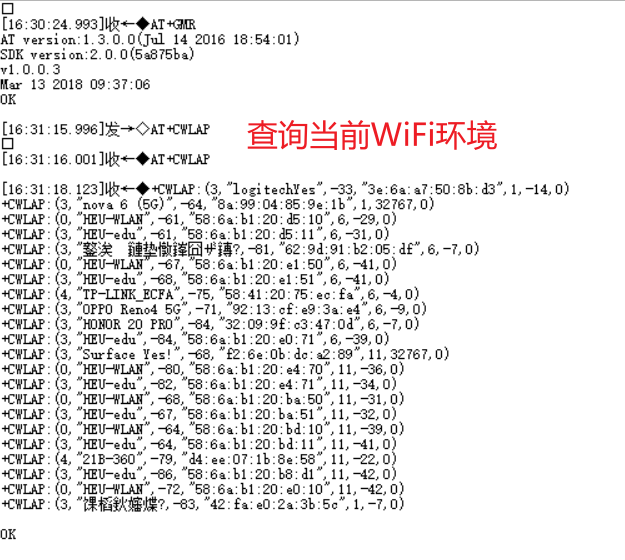 [16:30:24.993]收←◆AT+GMR
AT version:1.3.0.0(Jul 14 2016 18:54:01)
SDK version:2.0.0(5a875ba)
v1.0.0.3
Mar 13 2018 09:37:06
OK
[16:31:15.996]发→◇AT+CWLAP
查询当前WiFi环境
[16:31:16.001]收←◆AT+CWLAP
[16:31:18.123]收←◆+CWLAP:(3,"logitechYes",-33,"3e:6a:a7:50:8b:d3",1,-14,0)
+CWLAP:(3,"nova 6 (5G)",-64,"8a:99:04:85:9e:1b",1,32767,0)
+CWLAP:(0,"HEU-WLAN",-61,"58:6a:b1:20:d5:10",6,-29,0)
+CWLAP:(3,"HEU-edu",-61,"58:6a:b1:20:d5:11",6,-31,0)
+CWLAP:(3,"-81,"62:9d:91:b2:05:df",6,-7,0)
+CWLAP:(0,"HEU-WLAN",-67,"58:6a:b1:20:e1:50",6,-41,0)
+CWLAP:(3,"HEU-edu",-68,"58:6a:b1:20:e1:51",6,-41,0)
+CWLAP:(4,"TP-LINK_ECFA",-75,"58:41:20:75:ec:fa",6,-4,0)
+CWLAP:(3,"OPPO Reno4 5G",-71,"92:13:cf:e9:3a:e4",6,-9,0)
+CWLAP:(3,"HONOR 20 PRO",-84,"32:09:9f:c3:47:0d",6,-7,0)
+CWLAP:(3,"HEU-edu",-84,"58:6a:b1:20:e0:71",6,-39,0)
+CWLAP:(3,"Surface Yes!",-68,"f2:6e:0b:dc:a2:89",11,32767,0)
+CWLAP:(0,"HEU-WLAN",-80,"58:6a:b1:20:e4:70",11,-36,0)
+CWLAP:(3,"HEU-edu",-82,"58:6a:b1:20:e4:71",11,-34,0)
+CWLAP:(0,"HEU-WLAN",-68,"58:6a:b1:20:ba:50",11,-31,0)
+CWLAP:(3,"HEU-edu",-67,"58:6a:b1:20:ba:51",11,-32,0)
+CWLAP:(0,"HEU-WLAN",-64,"58:6a:b1:20:bd:10",11,-39,0)
+CWLAP:(3,"HEU-edu",-64,"58:6a:b1:20:bd:11",11,-41,0)
+CWLAP:(4,"21B-360",-79,"d4:ee:07:1b:8e:58",11,-22,0)
+CWLAP:(3,"HEU-edu",-86,"58:6a:b1:20:b8:d1",11,-42,0)
+CWLAP:(0,"HEU-WLAN",-72,"58:6a:b1:20:e0:10",11,-42,0)
+CWLAP:(3,"-83,"42:fa:e0:2a:3b:5c",1,-7,0)
OK